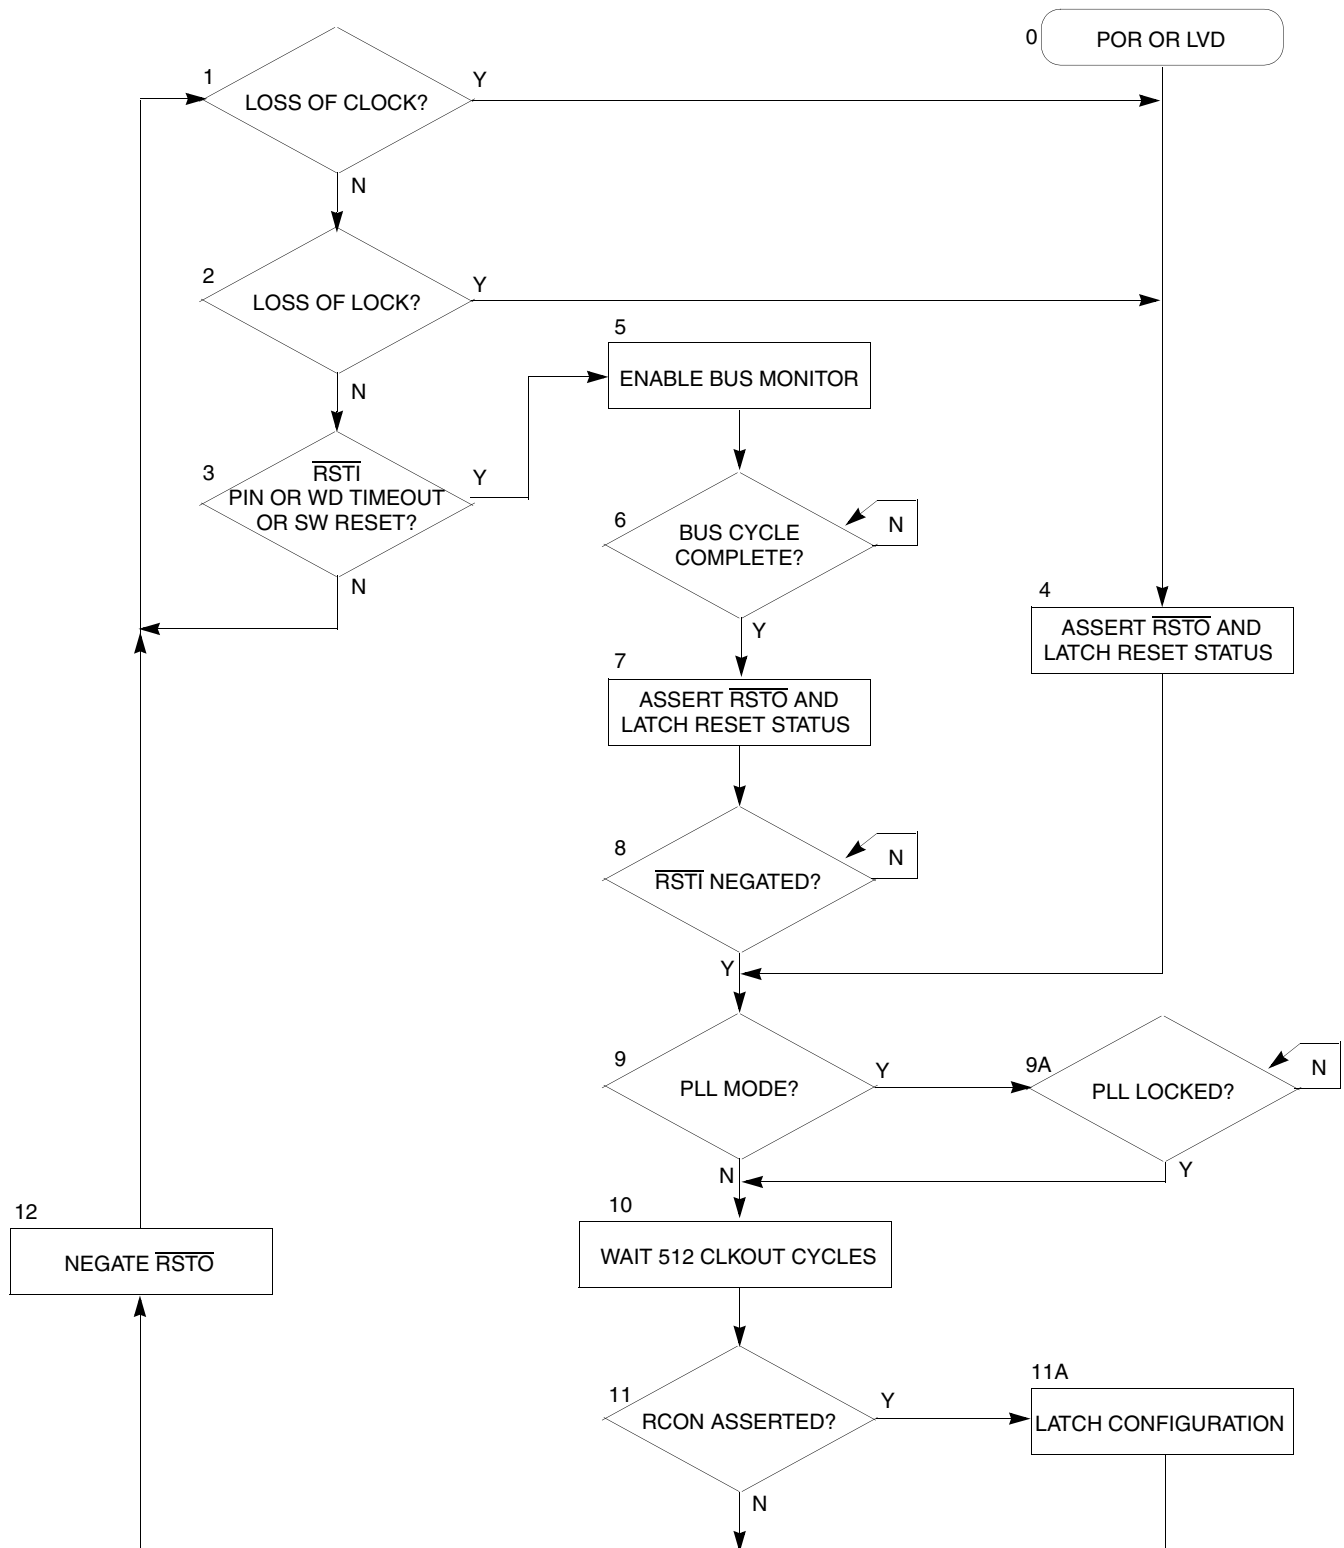 0
POR OR LVD
1
LOSS OF CLOCK?
Y
N
2
LOSS OF LOCK?
Y
N
3
RSTI
PIN OR WD TIMEOUT
OR SW RESET?
Y
N
5
ENABLE BUS MONITOR
6
BUS CYCLE
COMPLETE?
N
Y
4
ASSERT RSTO AND
LATCH RESET STATUS
7
ASSERT RSTO AND
LATCH RESET STATUS
8
RSTI NEGATED?
N
Y
9
PLL MODE?
Y
N
9A
PLL LOCKED?
N
Y
10
WAIT 512 CLKOUT CYCLES
12
NEGATE RSTO
11
RCON ASSERTED?
Y
N
11A
LATCH CONFIGURATION